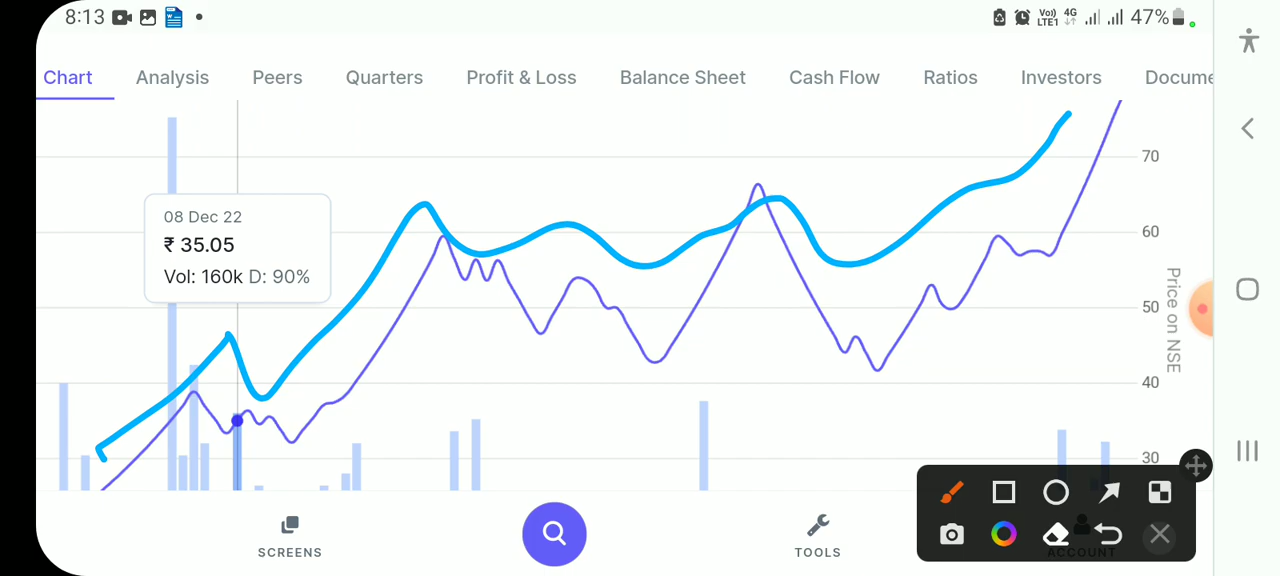 8:13
Vo)) 4G
LTE1
47%
Chart Analysis Peers Quarters Profit & Loss Balance Sheet Cash Flow Ratios Investors Docume
70
08 Dec 22
60
₹ 35.05
Vol: 160k D: 90%
50
Price on NSE
40
30
SCREENS
TOOLS
ACCOUNT